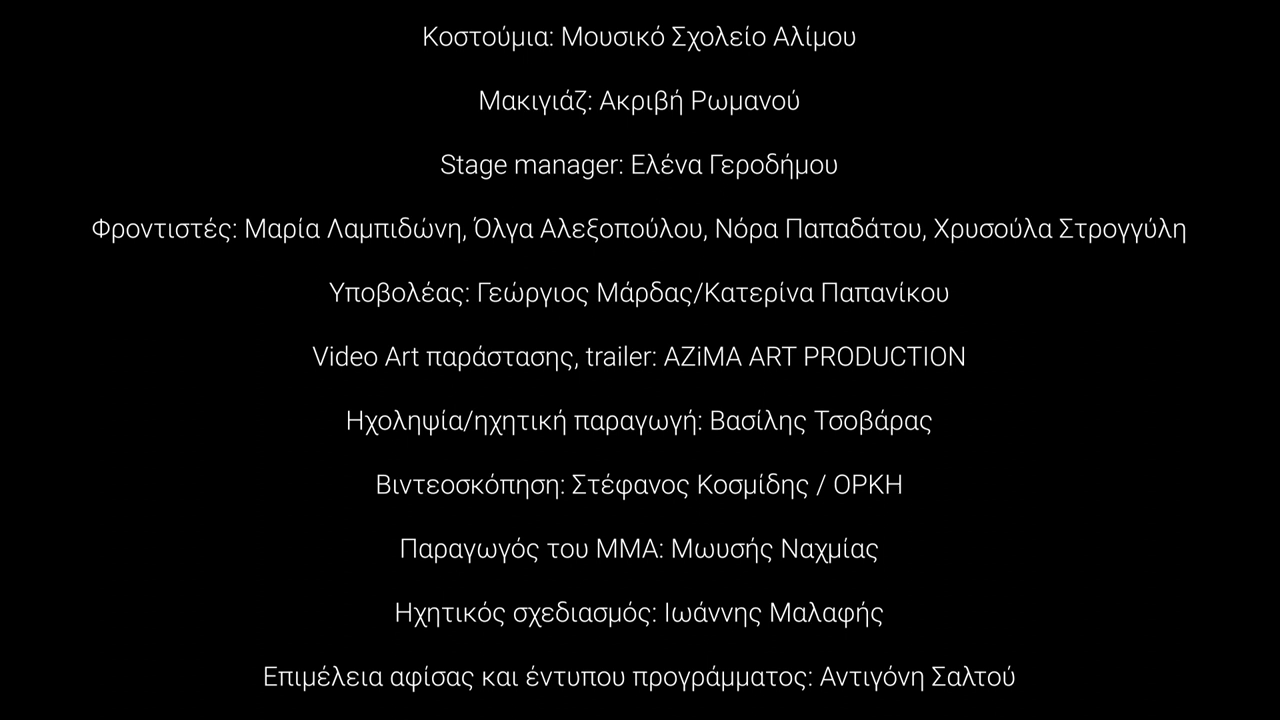 Κοστούμια: Μουσικό Σχολείο Αλίμου
Μακιγιάζ: Ακριβή Ρωμανού
Stage manager: Ελένα Γεροδήμου
Φροντιστές: Μαρία Λαμπιδώνη, Όλγα Αλεξοπούλου, Νόρα Παπαδάτου, Χρυσούλα Στρογγύλη
Υποβολέας: Γεώργιος Μάρδας/Κατερίνα Παπανίκου
Video Art παράστασης, trailer: AZiMA ART PRODUCTION
Ηχοληψία/ηχητική παραγωγή: Βασίλης Τσοβάρας
Βιντεοσκόπηση: Στέφανος Κοσμίδης / ΟΡΚΗ
Παραγωγός του ΜΜΑ: Μωυσής Ναχμίας
Ηχητικός σχεδιασμός: Ιωάννης Μαλαφής
Επιμέλεια αφίσας και έντυπου προγράμματος: Αντιγόνη Σαλτού